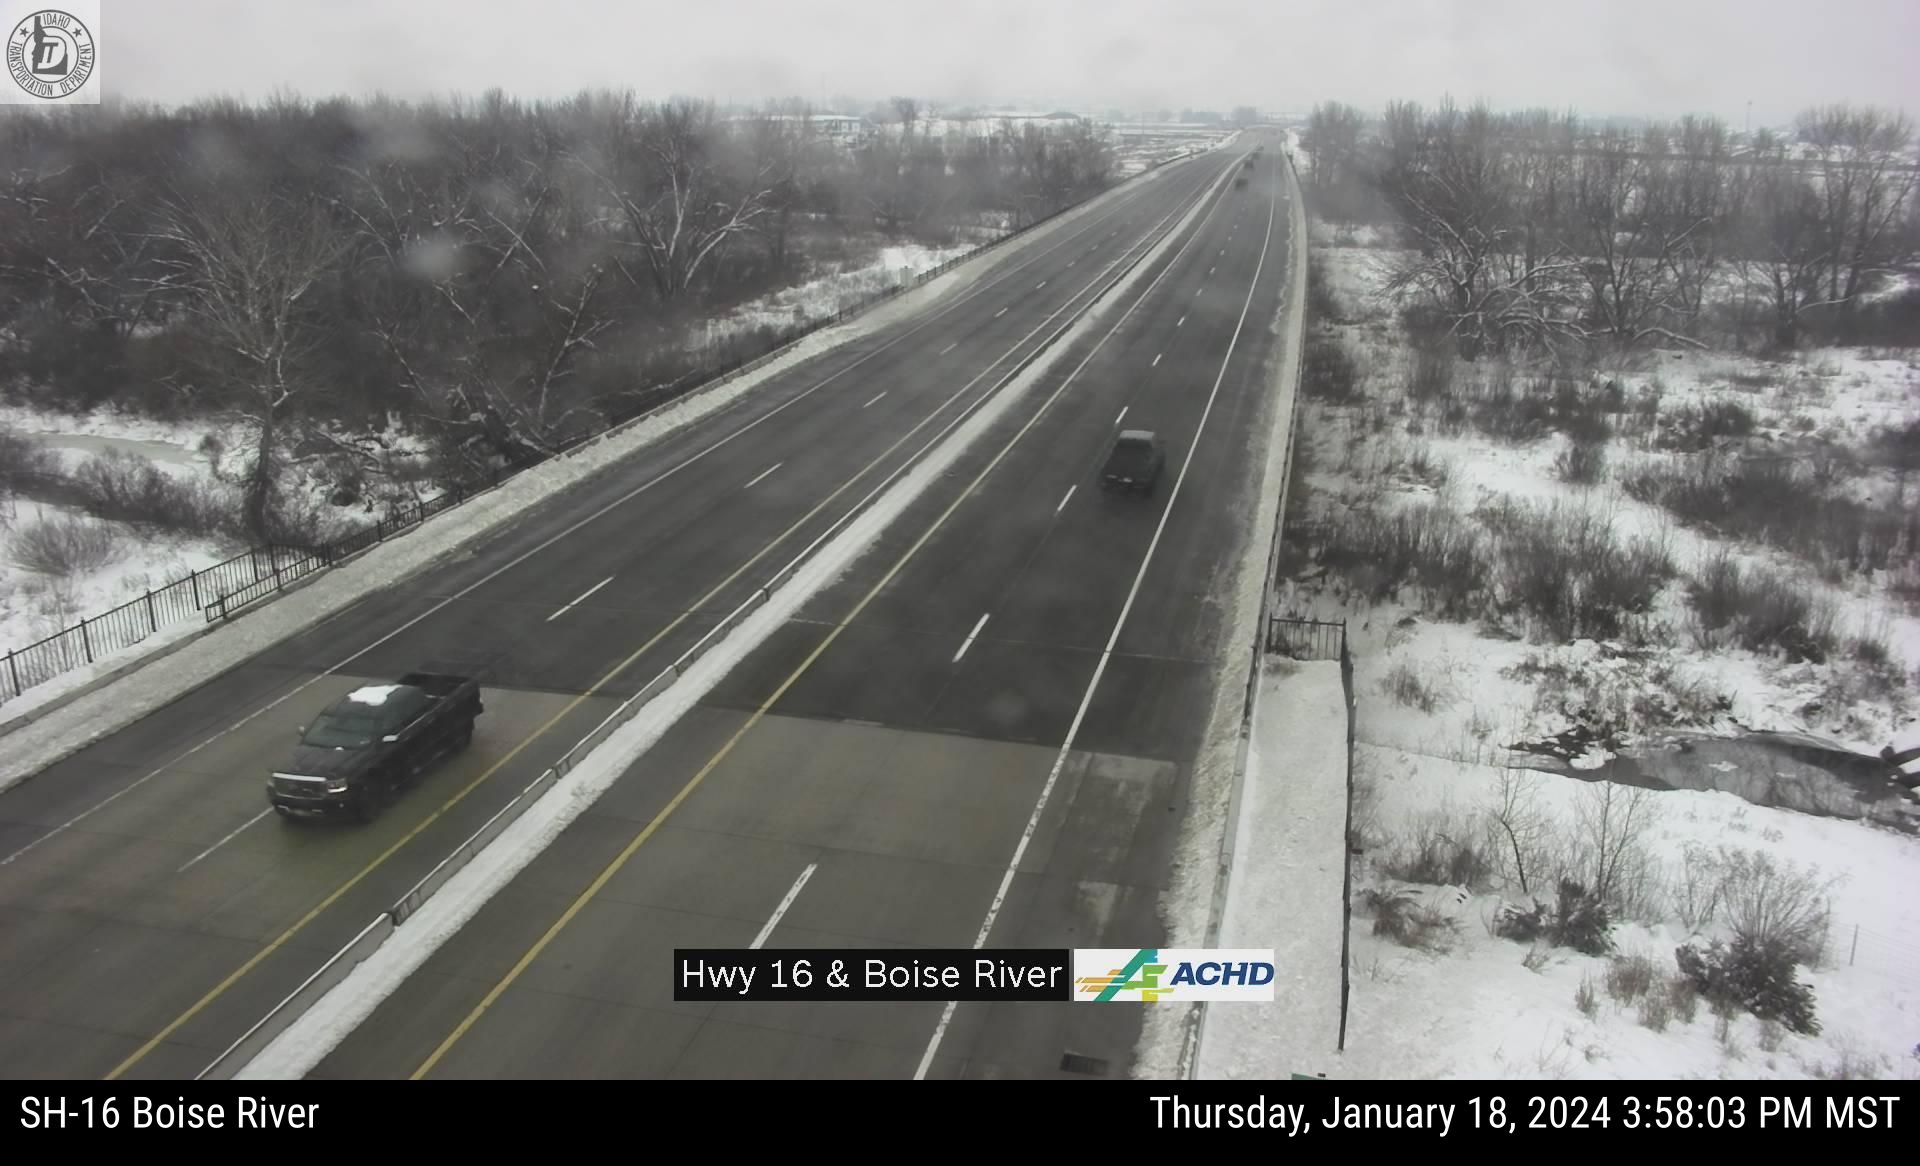 IDAHO
TRANSPORTATION DEPARTMENT
Hwy 16 & Boise River
ACHD
SH-16 Boise River
Thursday, January 18, 2024 3:58:03 PM MST